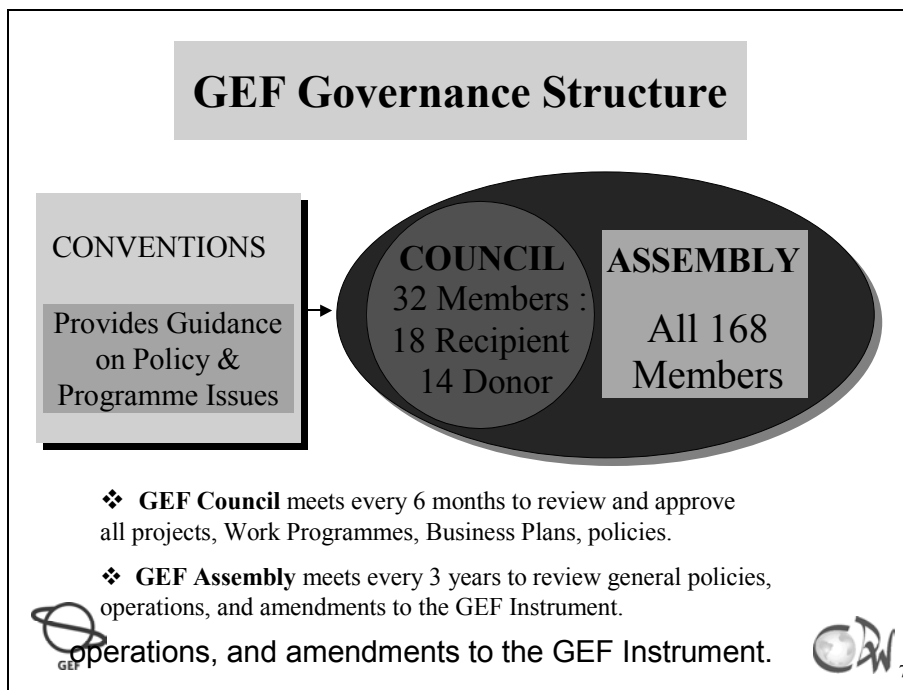 GEF Governance Structure
CONVENTIONS
Provides Guidance
on Policy &
Programme Issues
COUNCIL
32 Members :
18 Recipient
14 Donor
ASSEMBLY
All 168
Members
❖ GEF Council meets every 6 months to review and approve
all projects, Work Programmes, Business Plans, policies.
❖ GEF Assembly meets every 3 years to review general policies,
operations, and amendments to the GEF Instrument.
operations, and amendments to the GEF Instrument.
GEF